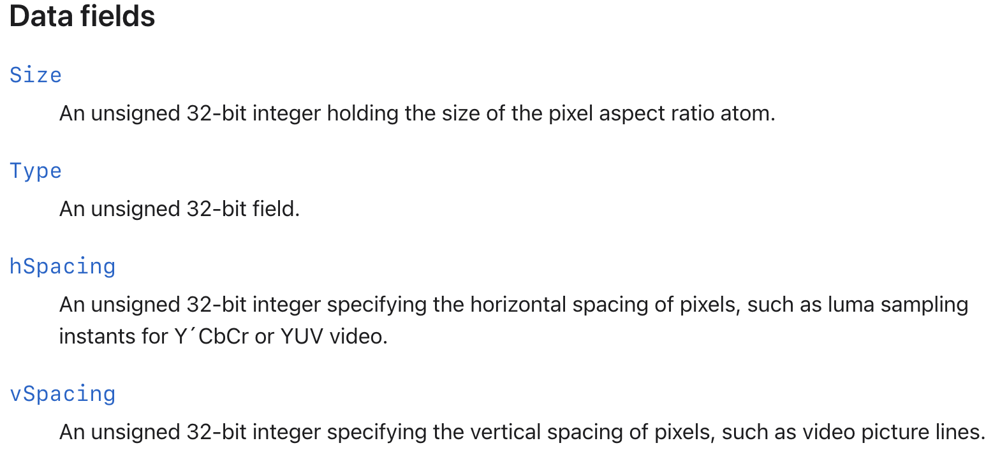 Data fields
Size
An unsigned 32-bit integer holding the size of the pixel aspect ratio atom.
Type
An unsigned 32-bit field.
hSpacing
An unsigned 32-bit integer specifying the horizontal spacing of pixels, such as luma sampling
instants for Y´CbCr or YUV video.
vSpacing
An unsigned 32-bit integer specifying the vertical spacing of pixels, such as video picture lines.